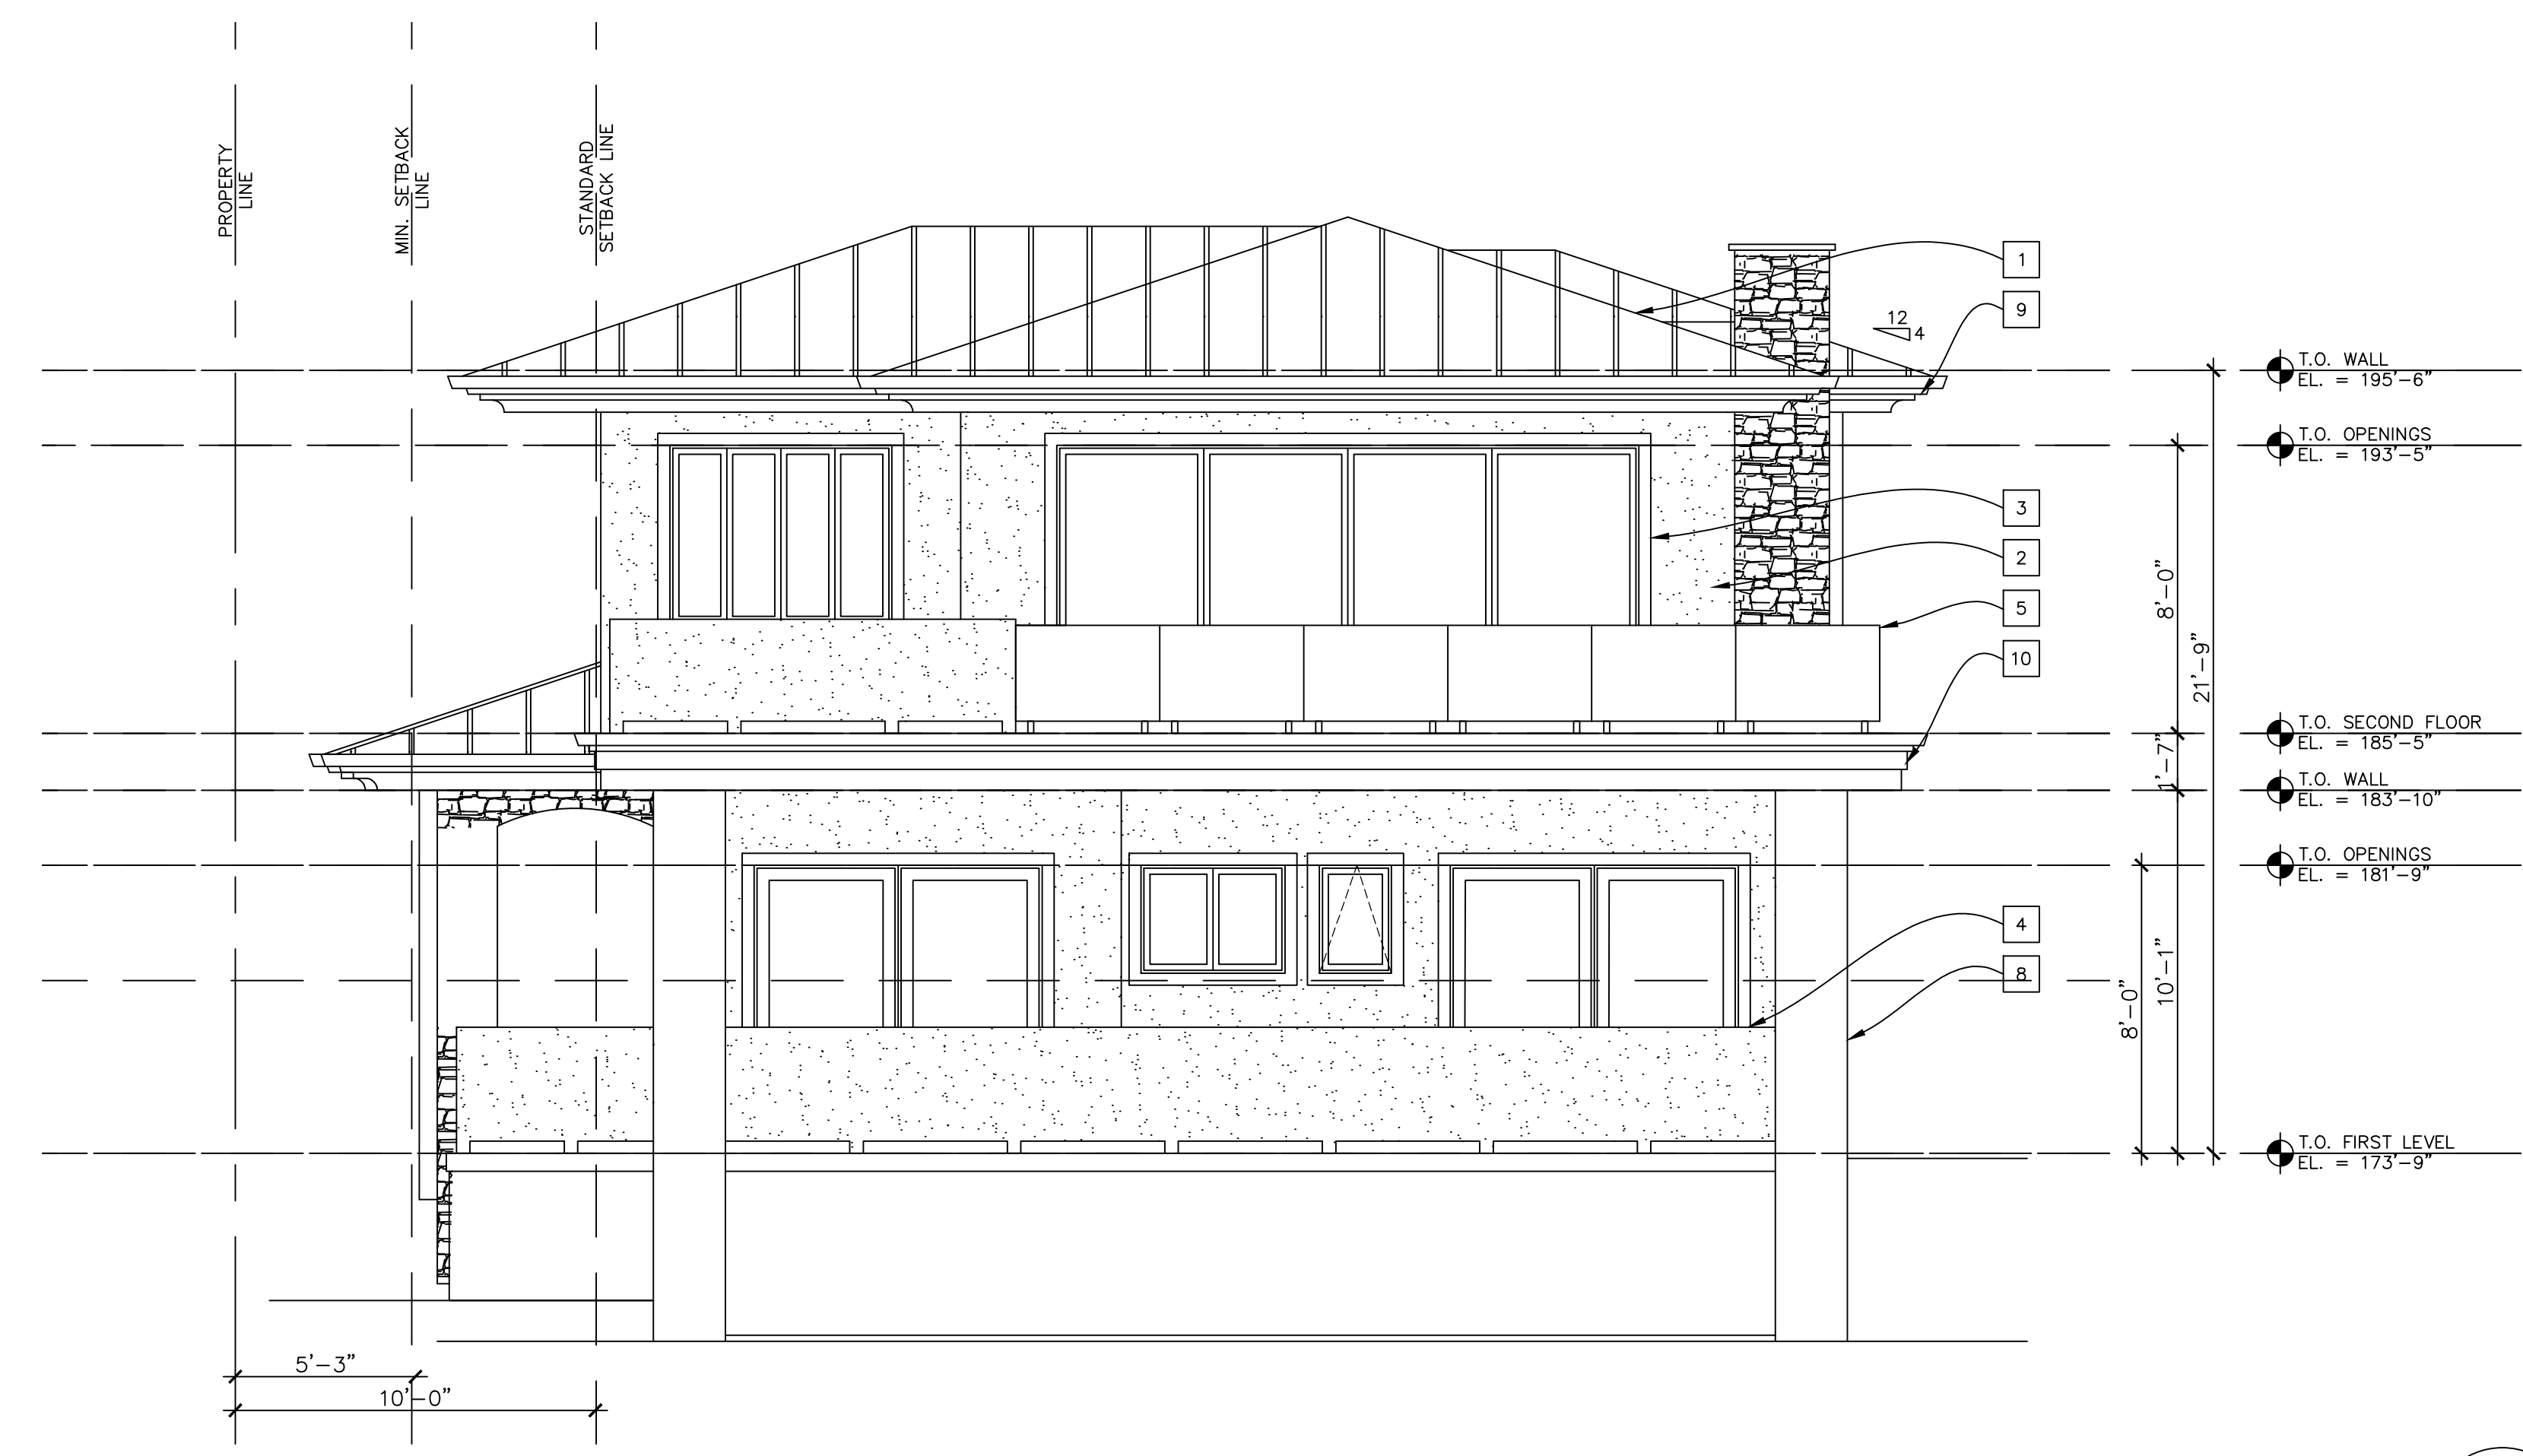 PROPERTY
LINE
MIN. SETBACK
LINE
STANDARD
SETBACK LINE
1
9
12
4
T.O. WALL
EL. = 195'-6"
T.O. OPENINGS
EL. = 193'-5"
3
2
5
10
8'-0"
21'-9"
T.O. SECOND FLOOR
EL. = 185'-5"
1'-7"
T.O. WALL
EL. = 183'-10"
T.O. OPENINGS
EL. = 181'-9"
4
8
8'-0"
10'-1"
T.O. FIRST LEVEL
EL. = 173'-9"
5'-3"
10'-0"